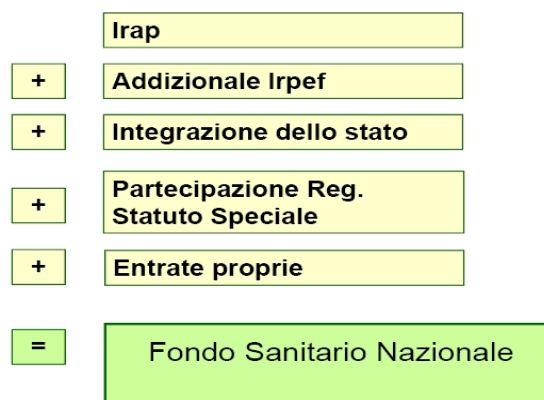 Irap
+ Addizionale Irpef
+ Integrazione dello stato
+ Partecipazione Reg.
Statuto Speciale
+ Entrate proprie
= Fondo Sanitario Nazionale